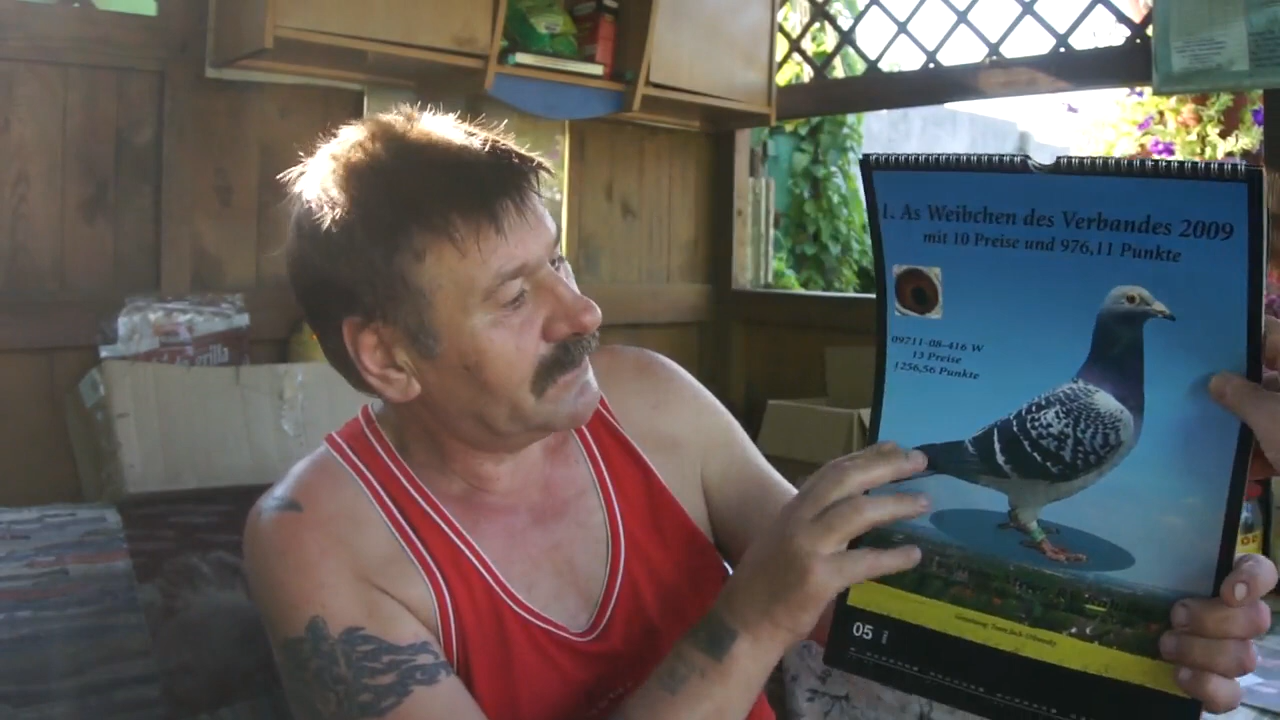 1. As Weibchen des Verbandes 2009
mit 10 Preise und 976,11 Punkte
09711-08-416 W
13 Preise
1256,56 Punkte
05